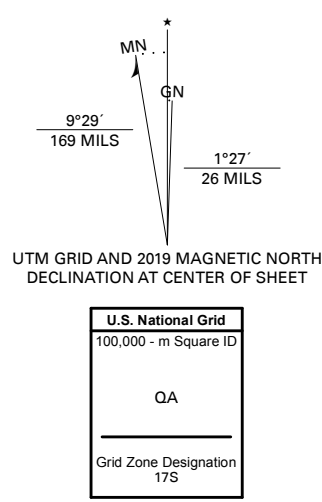 ★
MN
GN
9°29´
169 MILS
1°27´
26 MILS
UTM GRID AND 2019 MAGNETIC NORTH
DECLINATION AT CENTER OF SHEET
U.S. National Grid
100,000 - m Square ID
QA
Grid Zone Designation
17S